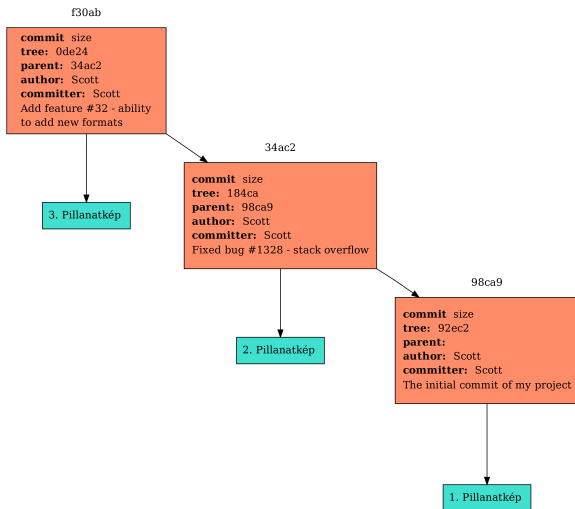 f30ab
commit size
tree: 0de24
parent: 34ac2
author: Scott
committer: Scott
Add feature #32 - ability
to add new formats
3. Pillanatkép
34ac2
commit size
tree: 184ca
parent: 98ca9
author: Scott
committer: Scott
Fixed bug #1328 - stack overflow
2. Pillanatkép
98ca9
commit size
tree: 92ec2
parent:
author: Scott
committer: Scott
The initial commit of my project
1. Pillanatkép